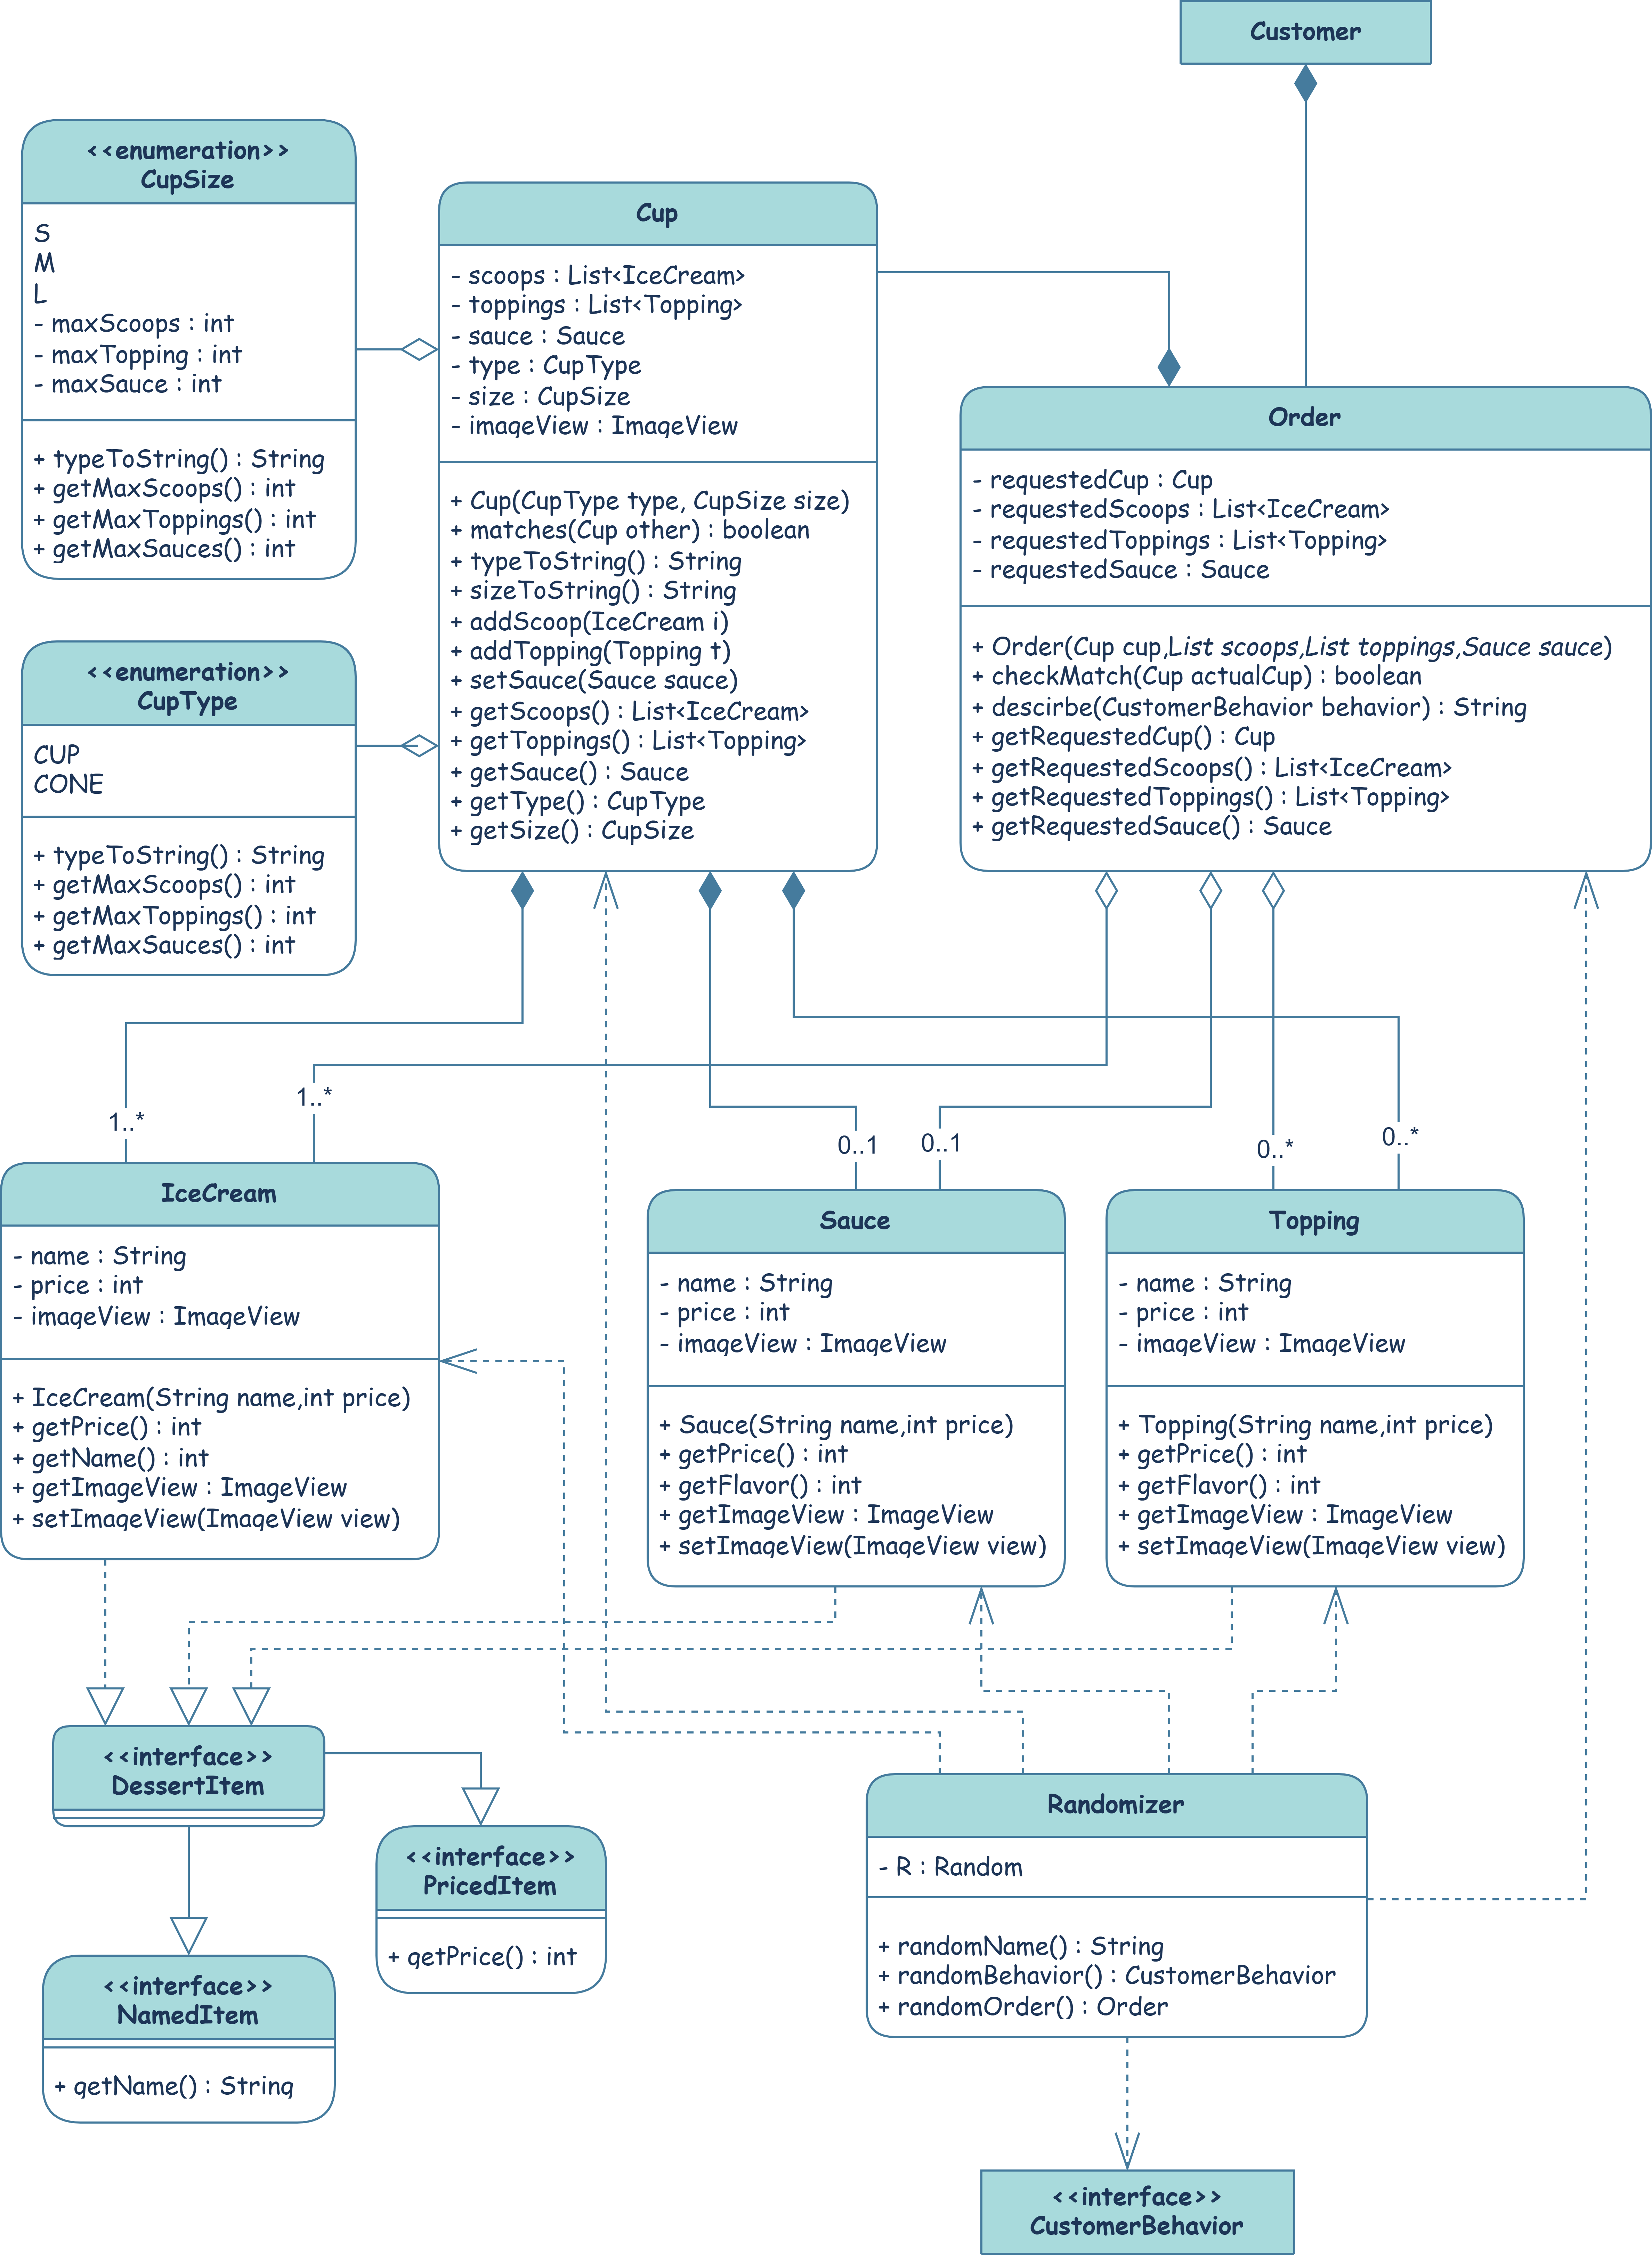 Customer
<<enumeration>>
CupSize
S
M
L
- maxScoops : int
- maxTopping : int
- maxSauce : int
+ typeToString() : String
+ getMaxScoops() : int
+ getMaxToppings() : int
+ getMaxSauces() : int
Cup
- scoops : List<IceCream>
- toppings : List<Topping>
- sauce : Sauce
- type : CupType
- size : CupSize
- imageView : ImageView
+ Cup(CupType type, CupSize size)
+ matches(Cup other) : boolean
+ typeToString() : String
+ sizeToString() : String
+ addScoop(IceCream i)
+ addTopping(Topping t)
+ setSauce(Sauce sauce)
+ getScoops() : List<IceCream>
+ getToppings() : List<Topping>
+ getSauce() : Sauce
+ getType() : CupType
+ getSize() : CupSize
Order
- requestedCup : Cup
- requestedScoops : List<IceCream>
- requestedToppings : List<Topping>
- requestedSauce : Sauce
+ Order(Cup cup,List scoops,List toppings,Sauce sauce)
+ checkMatch(Cup actualCup) : boolean
+ descirbe(CustomerBehavior behavior) : String
+ getRequestedCup() : Cup
+ getRequestedScoops() : List<IceCream>
+ getRequestedToppings() : List<Topping>
+ getRequestedSauce() : Sauce
<<enumeration>>
CupType
CUP
CONE
+ typeToString() : String
+ getMaxScoops() : int
+ getMaxToppings() : int
+ getMaxSauces() : int
1..*
1..*
0..1
0..1
0..*
0..*
IceCream
- name : String
- price : int
- imageView : ImageView
+ IceCream(String name,int price)
+ getPrice() : int
+ getName() : int
+ getImageView : ImageView
+ setImageView(ImageView view)
Sauce
- name : String
- price : int
- imageView : ImageView
+ Sauce(String name,int price)
+ getPrice() : int
+ getFlavor() : int
+ getImageView : ImageView
+ setImageView(ImageView view)
Topping
- name : String
- price : int
- imageView : ImageView
+ Topping(String name,int price)
+ getPrice() : int
+ getFlavor() : int
+ getImageView : ImageView
+ setImageView(ImageView view)
<<interface>>
DessertItem
<<interface>>
PricedItem
+ getPrice() : int
<<interface>>
NamedItem
+ getName() : String
Randomizer
- R : Random
+ randomName() : String
+ randomBehavior() : CustomerBehavior
+ randomOrder() : Order
<<interface>>
CustomerBehavior